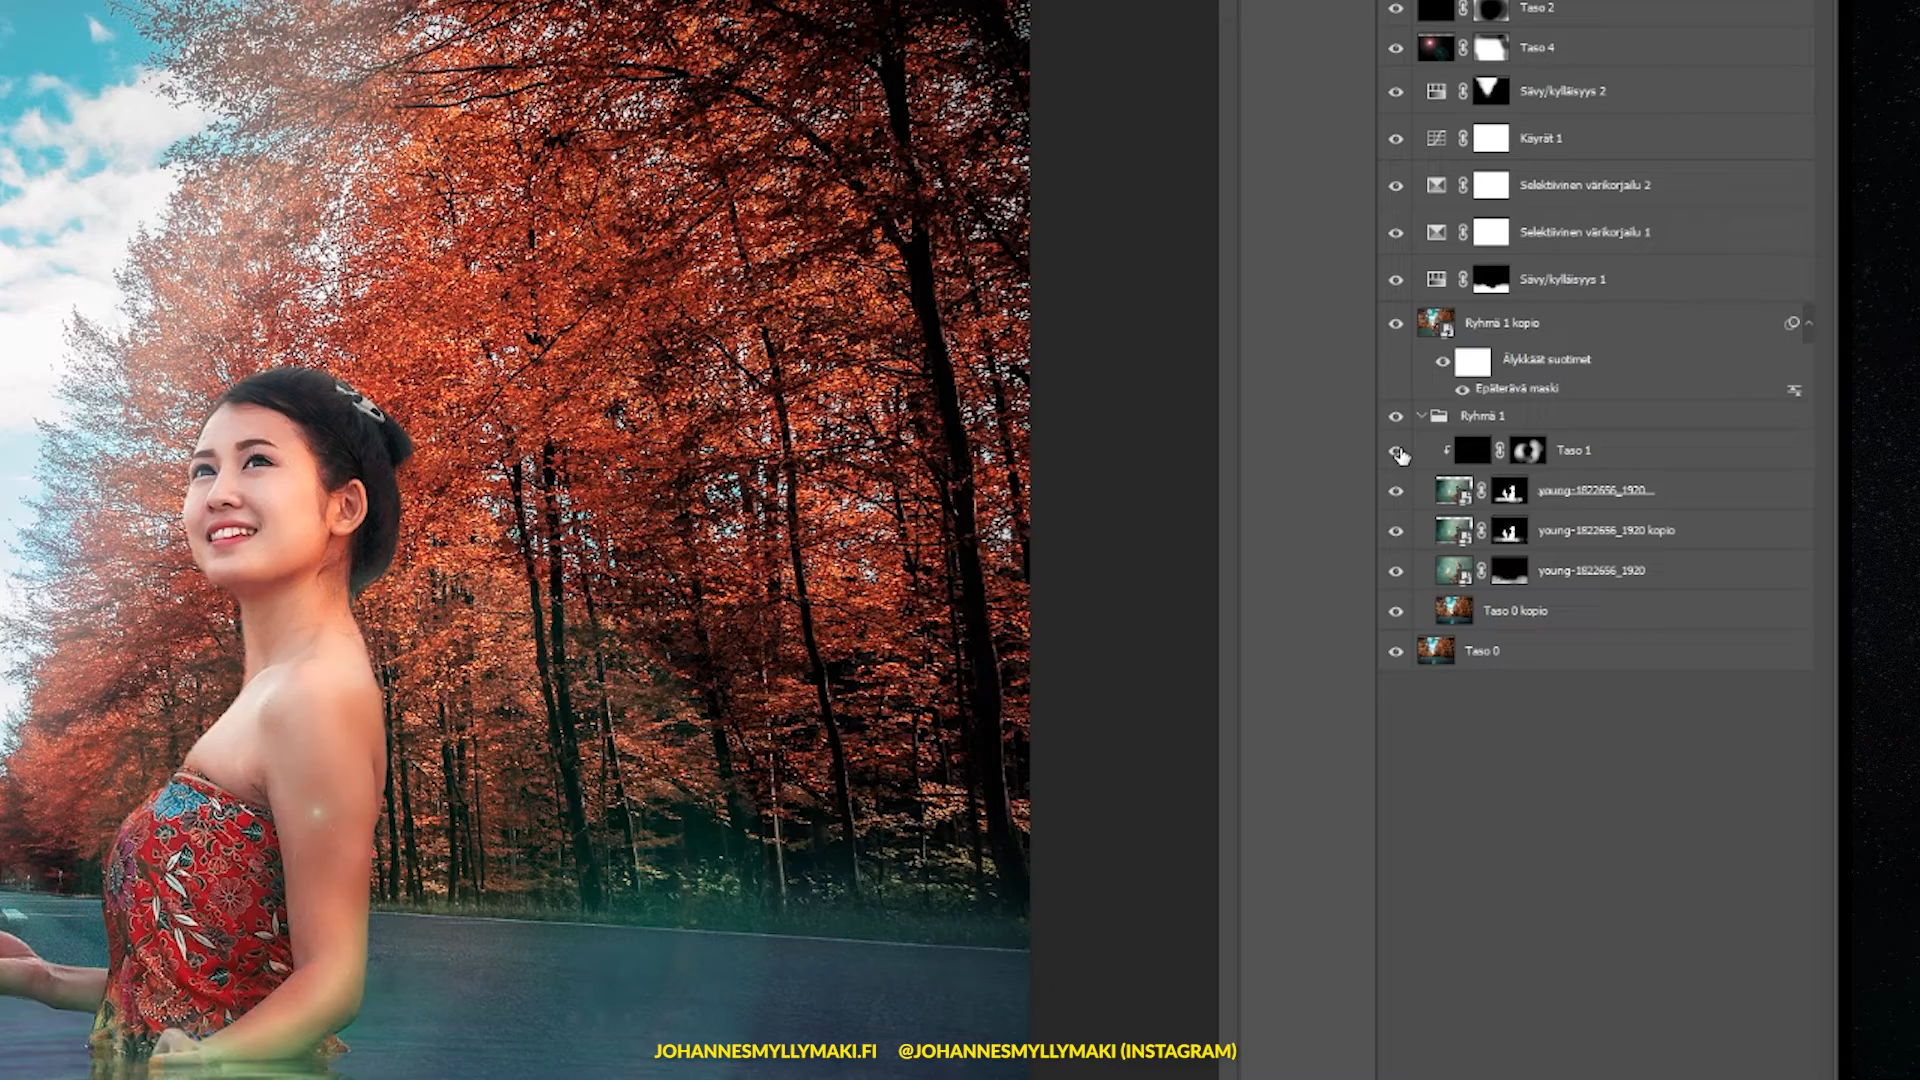 Taso 2
Taso 4
Sävy/kylläisyys 2
Käyrät 1
Selektiivinen värikorjailu 2
Selektiivinen värikorjailu 1
Sävy/kylläisyys 1
Ryhmä 1 kopio
Älykkäät suotimet
Epäterävä maski
Ryhmä 1
Taso 1
young-1822656_1920...
young-1822656_1920 kopio
young-1822656_1920
Taso 0 kopio
Taso 0
JOHANNESMYLLYMAKI.FI @JOHANNESMYLLYMAKI (INSTAGRAM)